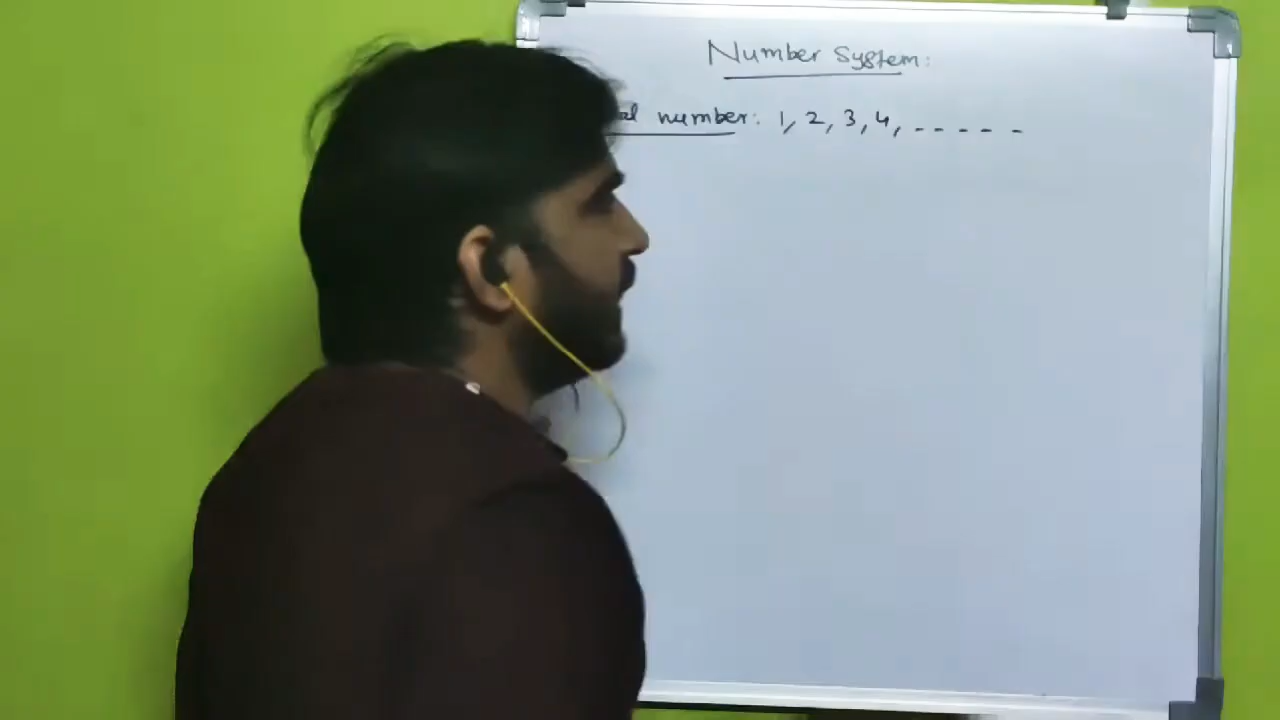 Number System:
number: 1, 2, 3, 4, - - - - -